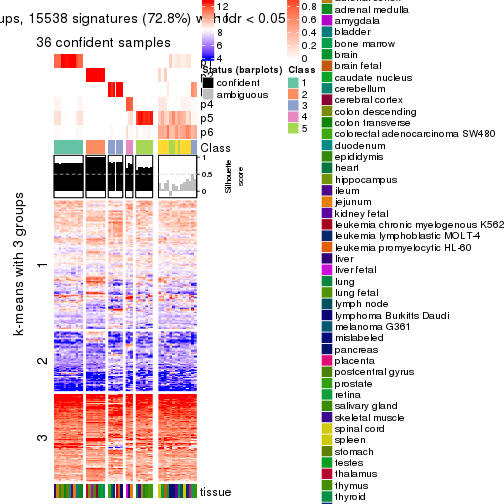 ups, 15538 signatures (72.8%) with fdr < 0.05
36 confident samples
p4
p5
p6
Class
1
0.5
0
Silhouette
score
k-means with 3 groups
1
2
3
tissue
12
10
6
4
Status (barplots)
confident
ambiguous
0.8
0.6
0.4
0.2
0
Class
1
2
3
4
5
adrenal medulla
amygdala
bladder
bone marrow
brain
brain fetal
caudate nucleus
cerebellum
cerebral cortex
colon descending
colon transverse
colorectal adenocarcinoma SW480
duodenum
epididymis
heart
hippocampus
ileum
jejunum
kidney fetal
leukemia chronic myelogenous K562
leukemia lymphoblastic MOLT-4
leukemia promyelocytic HL-60
liver
liver fetal
lung
lung fetal
lymph node
lymphoma Burkitts Daudi
melanoma G361
mislabeled
pancreas
placenta
postcentral gyrus
prostate
retina
salivary gland
skeletal muscle
spinal cord
spleen
stomach
testes
thalamus
thymus
thyroid